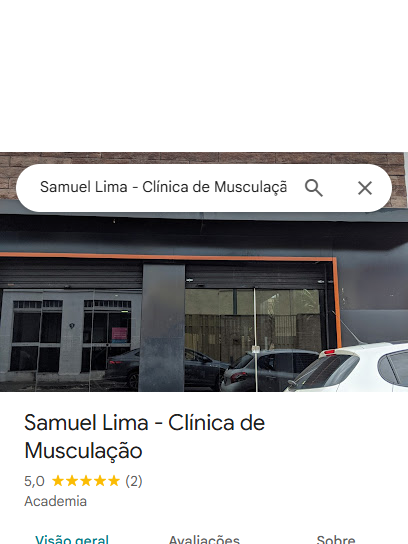 Samuel Lima - Clínica de Musculaçã
Samuel Lima - Clínica de
Musculação
5,0 (2)
Academia
Visão geral Avaliações Sobre